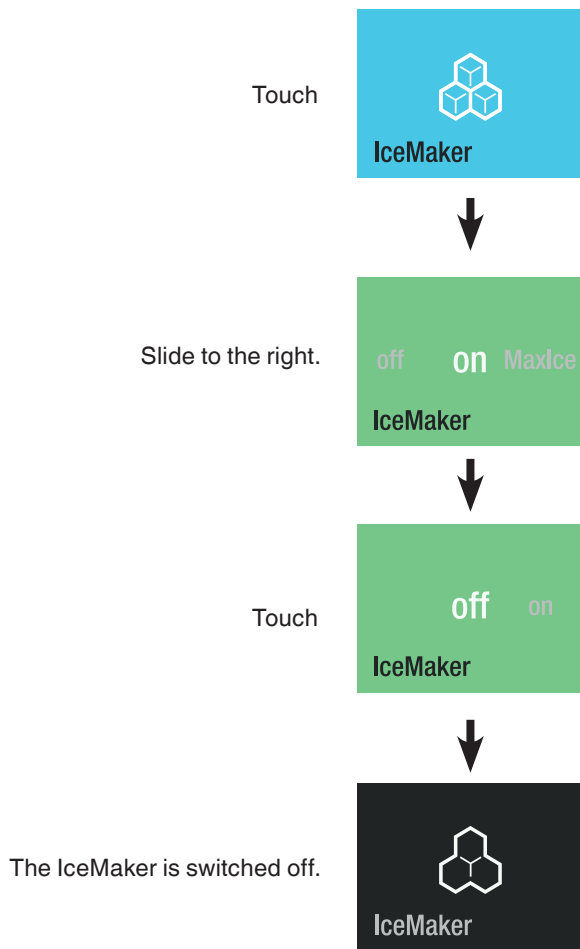 Touch
IceMaker
Slide to the right.
off on MaxIce
IceMaker
Touch
off on
IceMaker
The IceMaker is switched off.
IceMaker